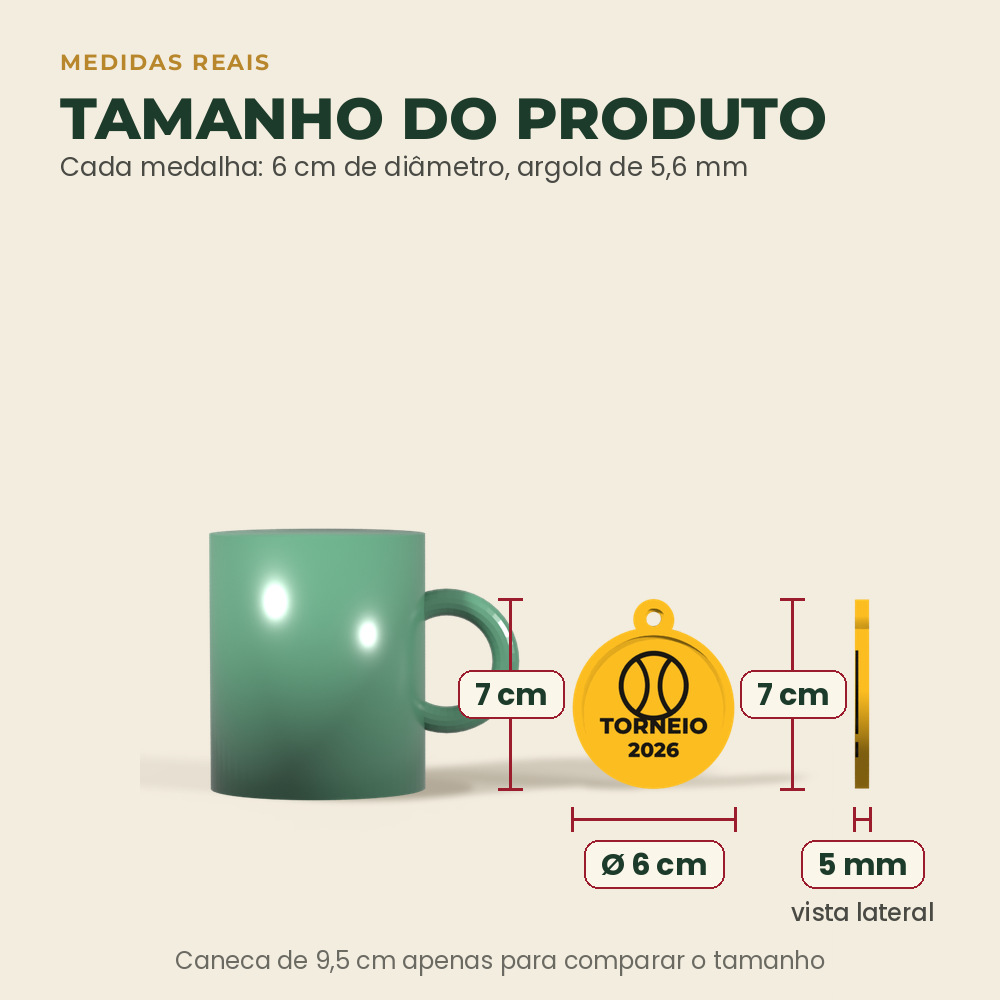 MEDIDAS REAIS
TAMANHO DO PRODUTO
Cada medalha: 6 cm de diâmetro, argola de 5,6 mm
7 cm
7 cm
TORNEIO
2026
Ø 6 cm
5 mm
vista lateral
Caneca de 9,5 cm apenas para comparar o tamanho